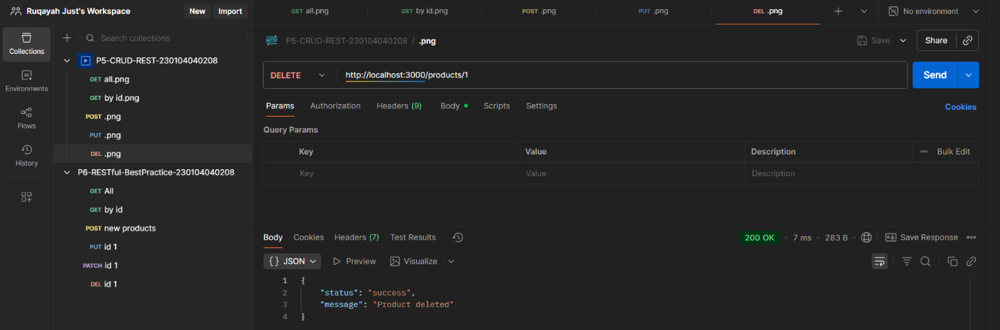 Ruqayah Just's Workspace New Import GET all.png GET by id.png POST .png PUT .png DEL .png No environment
Collections
Environments
Flows
History
Search collections
P5-CRUD-REST-230104040208
GET all.png
GET by id.png
POST .png
PUT .png
DEL .png
P6-RESTful-BestPractice-230104040208
GET All
GET by id
POST new products
PUT id 1
PATCH id 1
DEL id 1
HTTP P5-CRUD-REST-230104040208 / .png Save Share
DELETE http://localhost:3000/products/1 Send
Params Authorization Headers (9) Body Scripts Settings Cookies
Query Params
Key Value Description Bulk Edit
Key Value Description
Body Cookies Headers (7) Test Results 200 OK • 7 ms • 283 B Save Response
{} JSON Preview Visualize
1 {
2 "status": "success",
3 "message": "Product deleted"
4 }